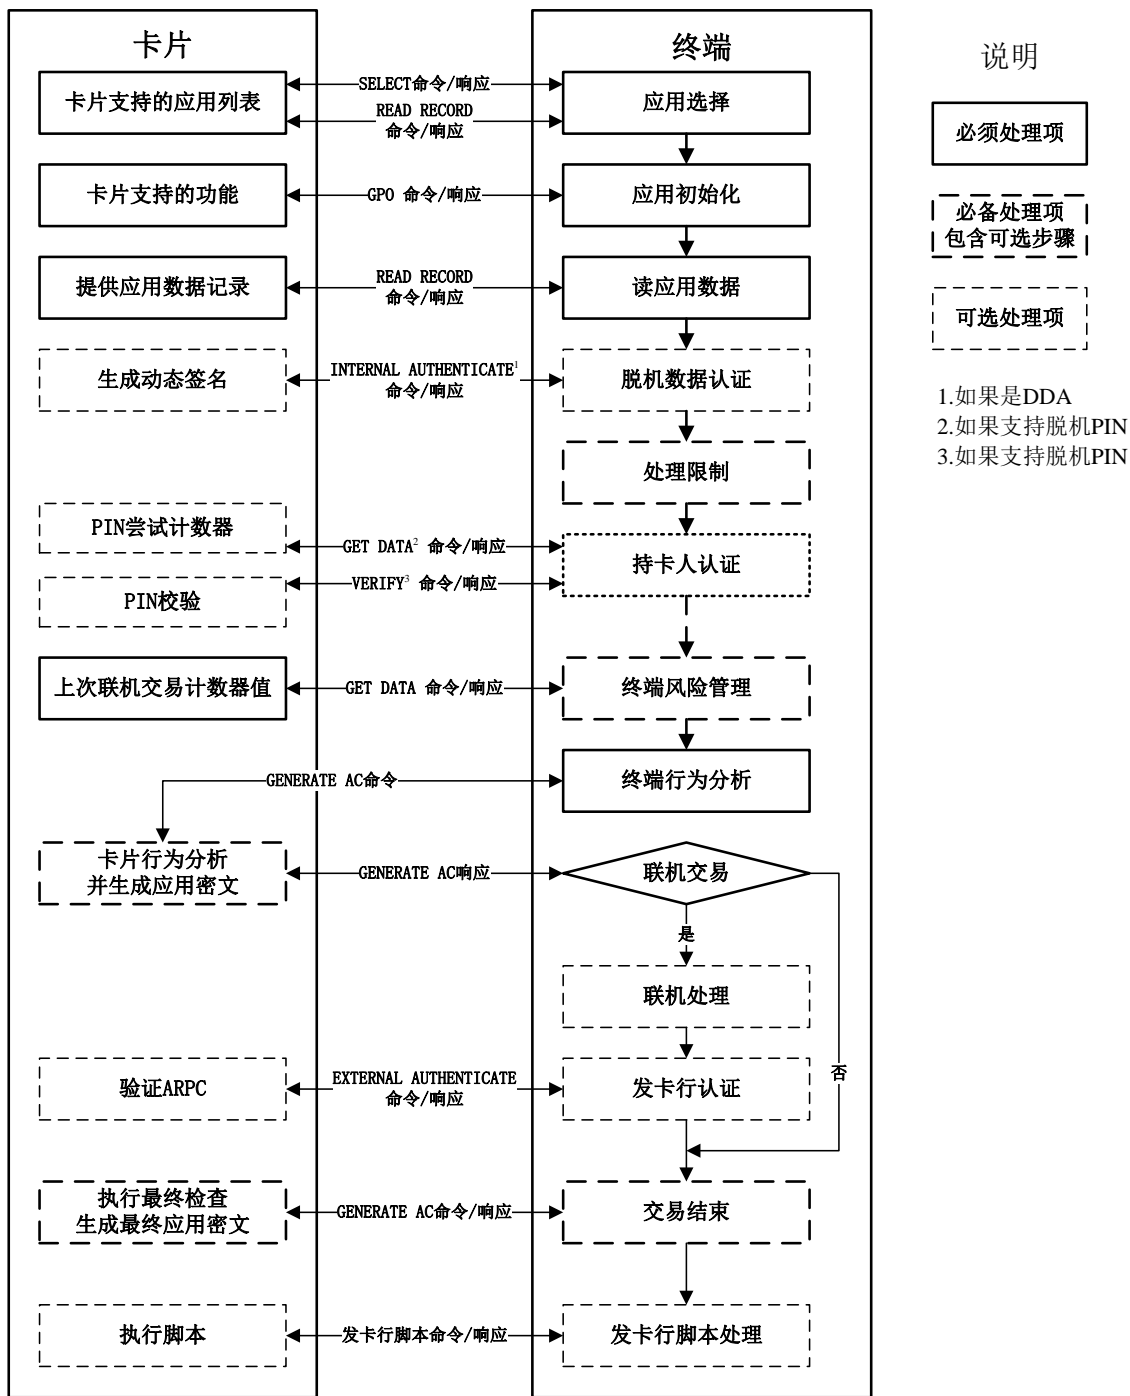 卡片
终端
说明
卡片支持的应用列表
SELECT命令/响应
READ RECORD
命令/响应
应用选择
必须处理项
卡片支持的功能
GPO 命令/响应
应用初始化
必备处理项
包含可选步骤
提供应用数据记录
READ RECORD
命令/响应
读应用数据
可选处理项
生成动态签名
INTERNAL AUTHENTICATE¹
命令/响应
脱机数据认证
1.如果是DDA
2.如果支持脱机PIN
3.如果支持脱机PIN
处理限制
PIN尝试计数器
GET DATA² 命令/响应
持卡人认证
VERIFY³ 命令/响应
PIN校验
上次联机交易计数器值
GET DATA 命令/响应
终端风险管理
GENERATE AC命令
终端行为分析
卡片行为分析
并生成应用密文
GENERATE AC响应
联机交易
是
联机处理
否
验证ARPC
EXTERNAL AUTHENTICATE
命令/响应
发卡行认证
执行最终检查
生成最终应用密文
GENERATE AC命令/响应
交易结束
执行脚本
发卡行脚本命令/响应
发卡行脚本处理